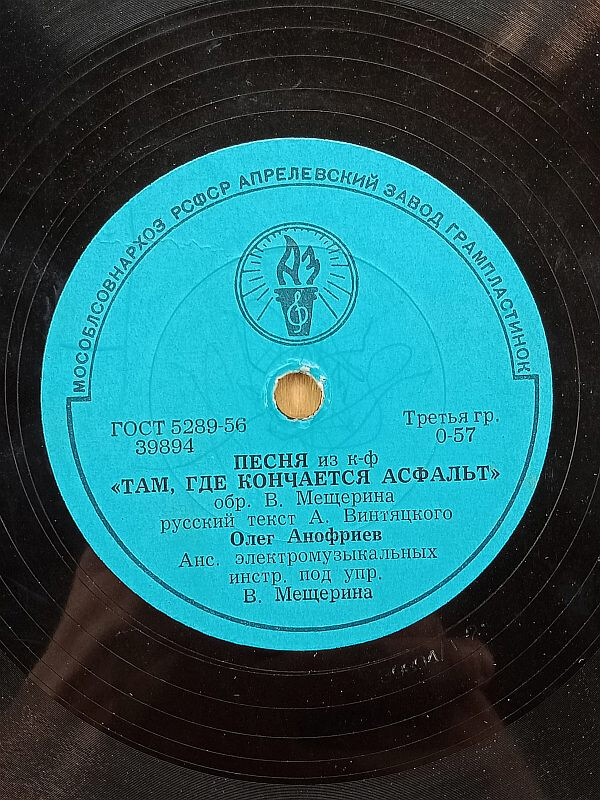 МОСОБЛСОВНАРХОЗ РСФСР АПРЕЛЕВСКИЙ ЗАВОД ГРАМПЛАСТИНОК
АЗ
ГОСТ 5289-56
39894
Третья гр.
0-57
ПЕСНЯ из к-ф
«ТАМ, ГДЕ КОНЧАЕТСЯ АСФАЛЬТ»
обр. В. Мещерина
русский текст А. Винтяцкого
Олег Анофриев
Анс. электромузыкальных
инстр. под упр.
В. Мещерина